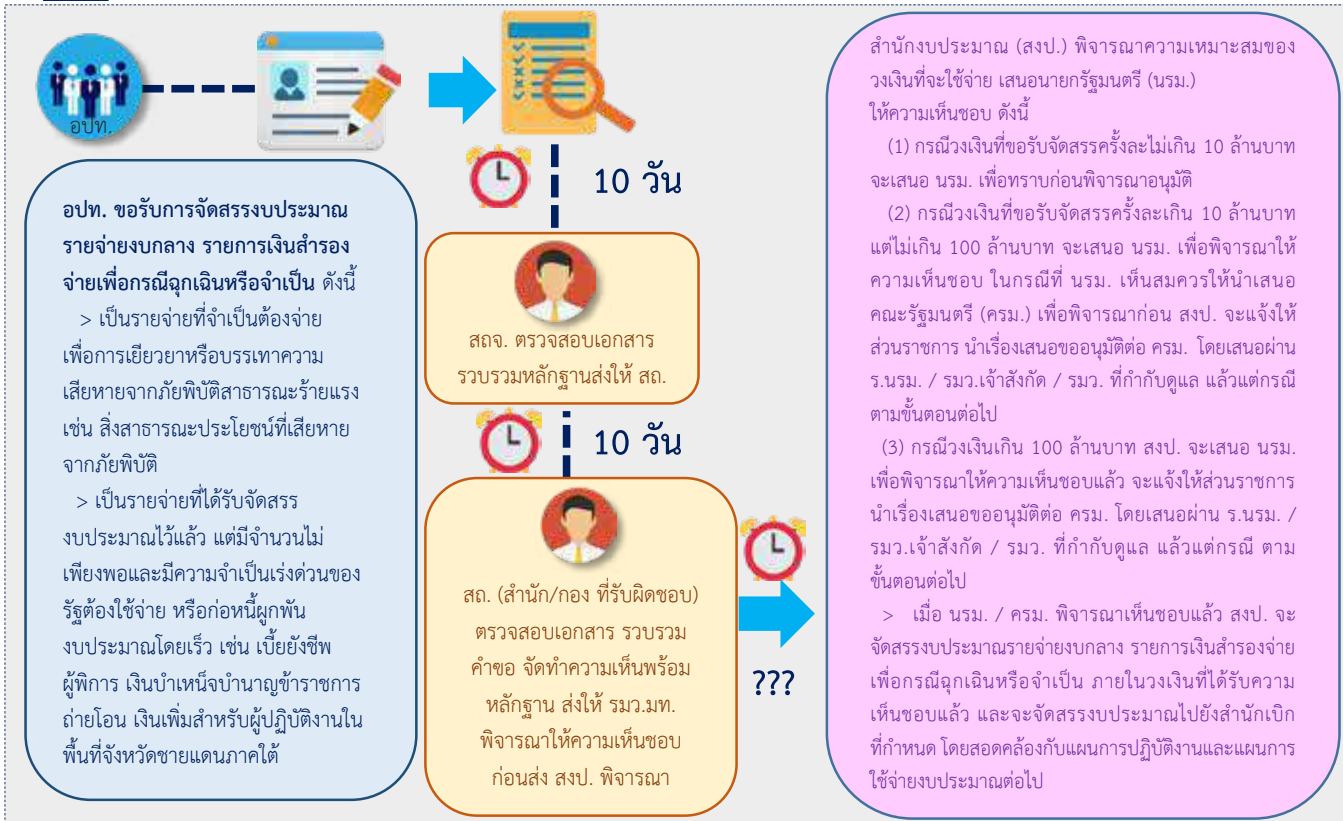 อปท.
อปท. ขอรับการจัดสรรงบประมาณ
รายจ่ายงบกลาง รายการเงินสำรอง
จ่ายเพื่อกรณีฉุกเฉินหรือจำเป็น ดังนี้
> เป็นรายจ่ายที่จำเป็นต้องจ่าย
เพื่อการเยียวยาหรือบรรเทาความ
เสียหายจากภัยพิบัติสาธารณะร้ายแรง
เช่น สิ่งสาธารณะประโยชน์ที่เสียหาย
จากภัยพิบัติ
> เป็นรายจ่ายที่ได้รับจัดสรร
งบประมาณไว้แล้ว แต่มีจำนวนไม่
เพียงพอและมีความจำเป็นเร่งด่วนของ
รัฐต้องใช้จ่าย หรือก่อหนี้ผูกพัน
งบประมาณโดยเร็ว เช่น เบี้ยยังชีพ
ผู้พิการ เงินบำเหน็จบำนาญข้าราชการ
ถ่ายโอน เงินเพิ่มสำหรับผู้ปฏิบัติงานใน
พื้นที่จังหวัดชายแดนภาคใต้
10 วัน
สถจ. ตรวจสอบเอกสาร
รวบรวมหลักฐานส่งให้ สถ.
10 วัน
สถ. (สำนัก/กอง ที่รับผิดชอบ)
ตรวจสอบเอกสาร รวบรวม
คำขอ จัดทำความเห็นพร้อม
หลักฐาน ส่งให้ รมว.มท.
พิจารณาให้ความเห็นชอบ
ก่อนส่ง สงป. พิจารณา
???
สำนักงบประมาณ (สงป.) พิจารณาความเหมาะสมของ
วงเงินที่จะใช้จ่าย เสนอนายกรัฐมนตรี (นรม.)
ให้ความเห็นชอบ ดังนี้
(1) กรณีวงเงินที่ขอรับจัดสรรครั้งละไม่เกิน 10 ล้านบาท
จะเสนอ นรม. เพื่อทราบก่อนพิจารณาอนุมัติ
(2) กรณีวงเงินที่ขอรับจัดสรรครั้งละเกิน 10 ล้านบาท
แต่ไม่เกิน 100 ล้านบาท จะเสนอ นรม. เพื่อพิจารณาให้
ความเห็นชอบ ในกรณีที่ นรม. เห็นสมควรให้นำเสนอ
คณะรัฐมนตรี (ครม.) เพื่อพิจารณาก่อน สงป. จะแจ้งให้
ส่วนราชการ นำเรื่องเสนอขออนุมัติต่อ ครม. โดยเสนอผ่าน
ร.นรม. / รมว.เจ้าสังกัด / รมว. ที่กำกับดูแล แล้วแต่กรณี
ตามขั้นตอนต่อไป
(3) กรณีวงเงินเกิน 100 ล้านบาท สงป. จะเสนอ นรม.
เพื่อพิจารณาให้ความเห็นชอบแล้ว จะแจ้งให้ส่วนราชการ
นำเรื่องเสนอขออนุมัติต่อ ครม. โดยเสนอผ่าน ร.นรม. /
รมว.เจ้าสังกัด / รมว. ที่กำกับดูแล แล้วแต่กรณี ตาม
ขั้นตอนต่อไป
> เมื่อ นรม. / ครม. พิจารณาเห็นชอบแล้ว สงป. จะ
จัดสรรงบประมาณรายจ่ายงบกลาง รายการเงินสำรองจ่าย
เพื่อกรณีฉุกเฉินหรือจำเป็น ภายในวงเงินที่ได้รับความ
เห็นชอบแล้ว และจะจัดสรรงบประมาณไปยังสำนักเบิก
ที่กำหนด โดยสอดคล้องกับแผนการปฏิบัติงานและแผนการ
ใช้จ่ายงบประมาณต่อไป